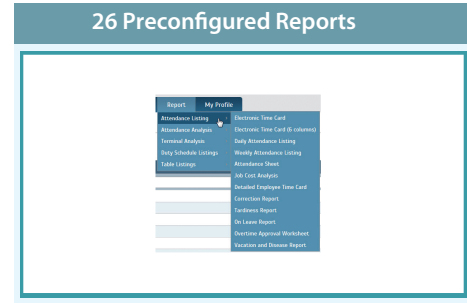 26 Preconfigured Reports
Report My Profile
Attendance Listing
Attendance Analysis
Terminal Analysis
Duty Schedule Listings
Table Listings
Electronic Time Card
Electronic Time Card (6 columns)
Daily Attendance Listing
Weekly Attendance Listing
Attendance Sheet
Job Cost Analysis
Detailed Employee Time Card
Correction Report
Tardiness Report
On Leave Report
Overtime Approval Worksheet
Vacation and Disease Report